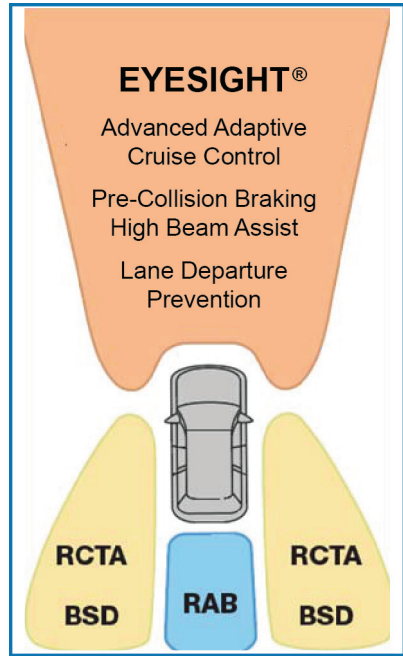 EYESIGHT®
Advanced Adaptive
Cruise Control
Pre-Collision Braking
High Beam Assist
Lane Departure
Prevention
RCTA
BSD
RAB
RCTA
BSD